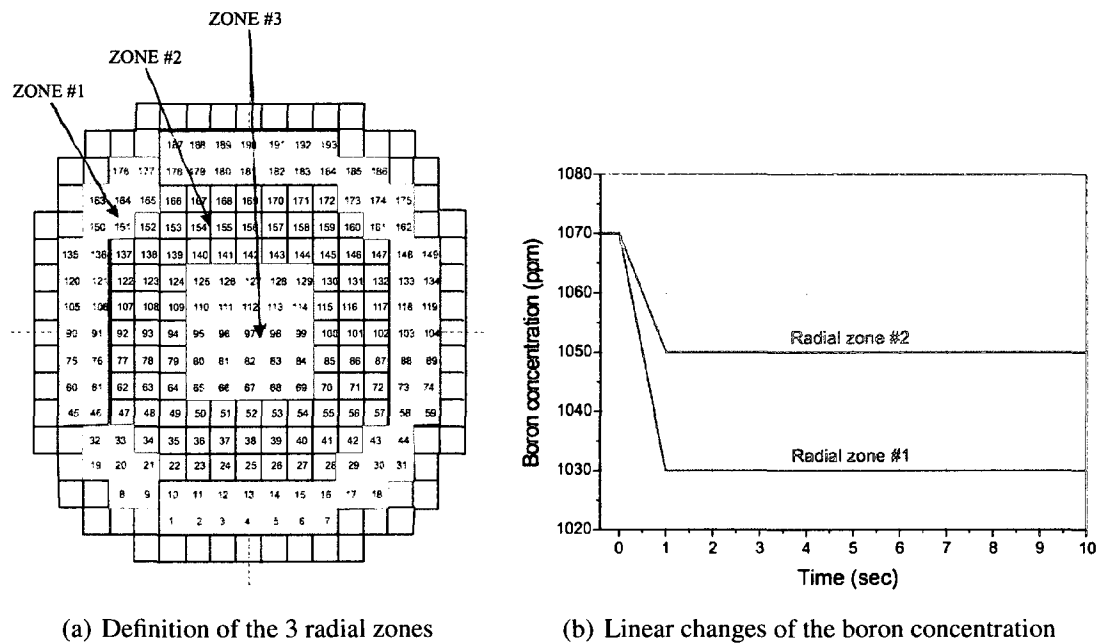 ZONE #3
ZONE #2
ZONE #1
187 188 189 190 191 192 193
176 177 178 179 180 181 182 183 184 185 186
163 164 165 166 167 168 169 170 171 172 173 174 175
150 151 152 153 154 155 156 157 158 159 160 161 162
135 136 137 138 139 140 141 142 143 144 145 146 147 148 149
120 121 122 123 124 125 126 127 128 129 130 131 132 133 134
105 106 107 108 109 110 111 112 113 114 115 116 117 118 119
90 91 92 93 94 95 96 97 98 99 100 101 102 103 104
75 76 77 78 79 80 81 82 83 84 85 86 87 88 89
60 61 62 63 64 65 66 67 68 69 70 71 72 73 74
45 46 47 48 49 50 51 52 53 54 55 56 57 58 59
32 33 34 35 36 37 38 39 40 41 42 43 44
19 20 21 22 23 24 25 26 27 28 29 30 31
8 9 10 11 12 13 14 15 16 17 18
1 2 3 4 5 6 7
(a) Definition of the 3 radial zones
Boron concentration (ppm)
1080
1070
1060
1050
1040
1030
1020
Radial zone #2
Radial zone #1
0 1 2 3 4 5 6 7 8 9 10
Time (sec)
(b) Linear changes of the boron concentration